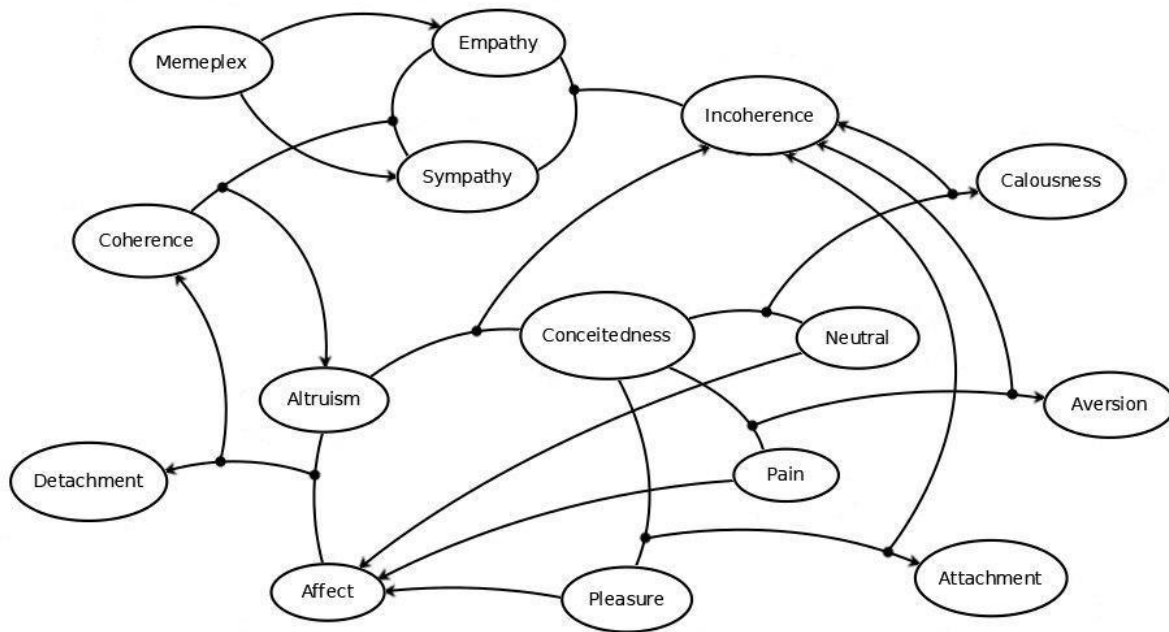 Empathy
Memeplex
Incoherence
Sympathy
Calousness
Coherence
Conceitedness
Neutral
Altruism
Aversion
Detachment
Pain
Affect
Pleasure
Attachment